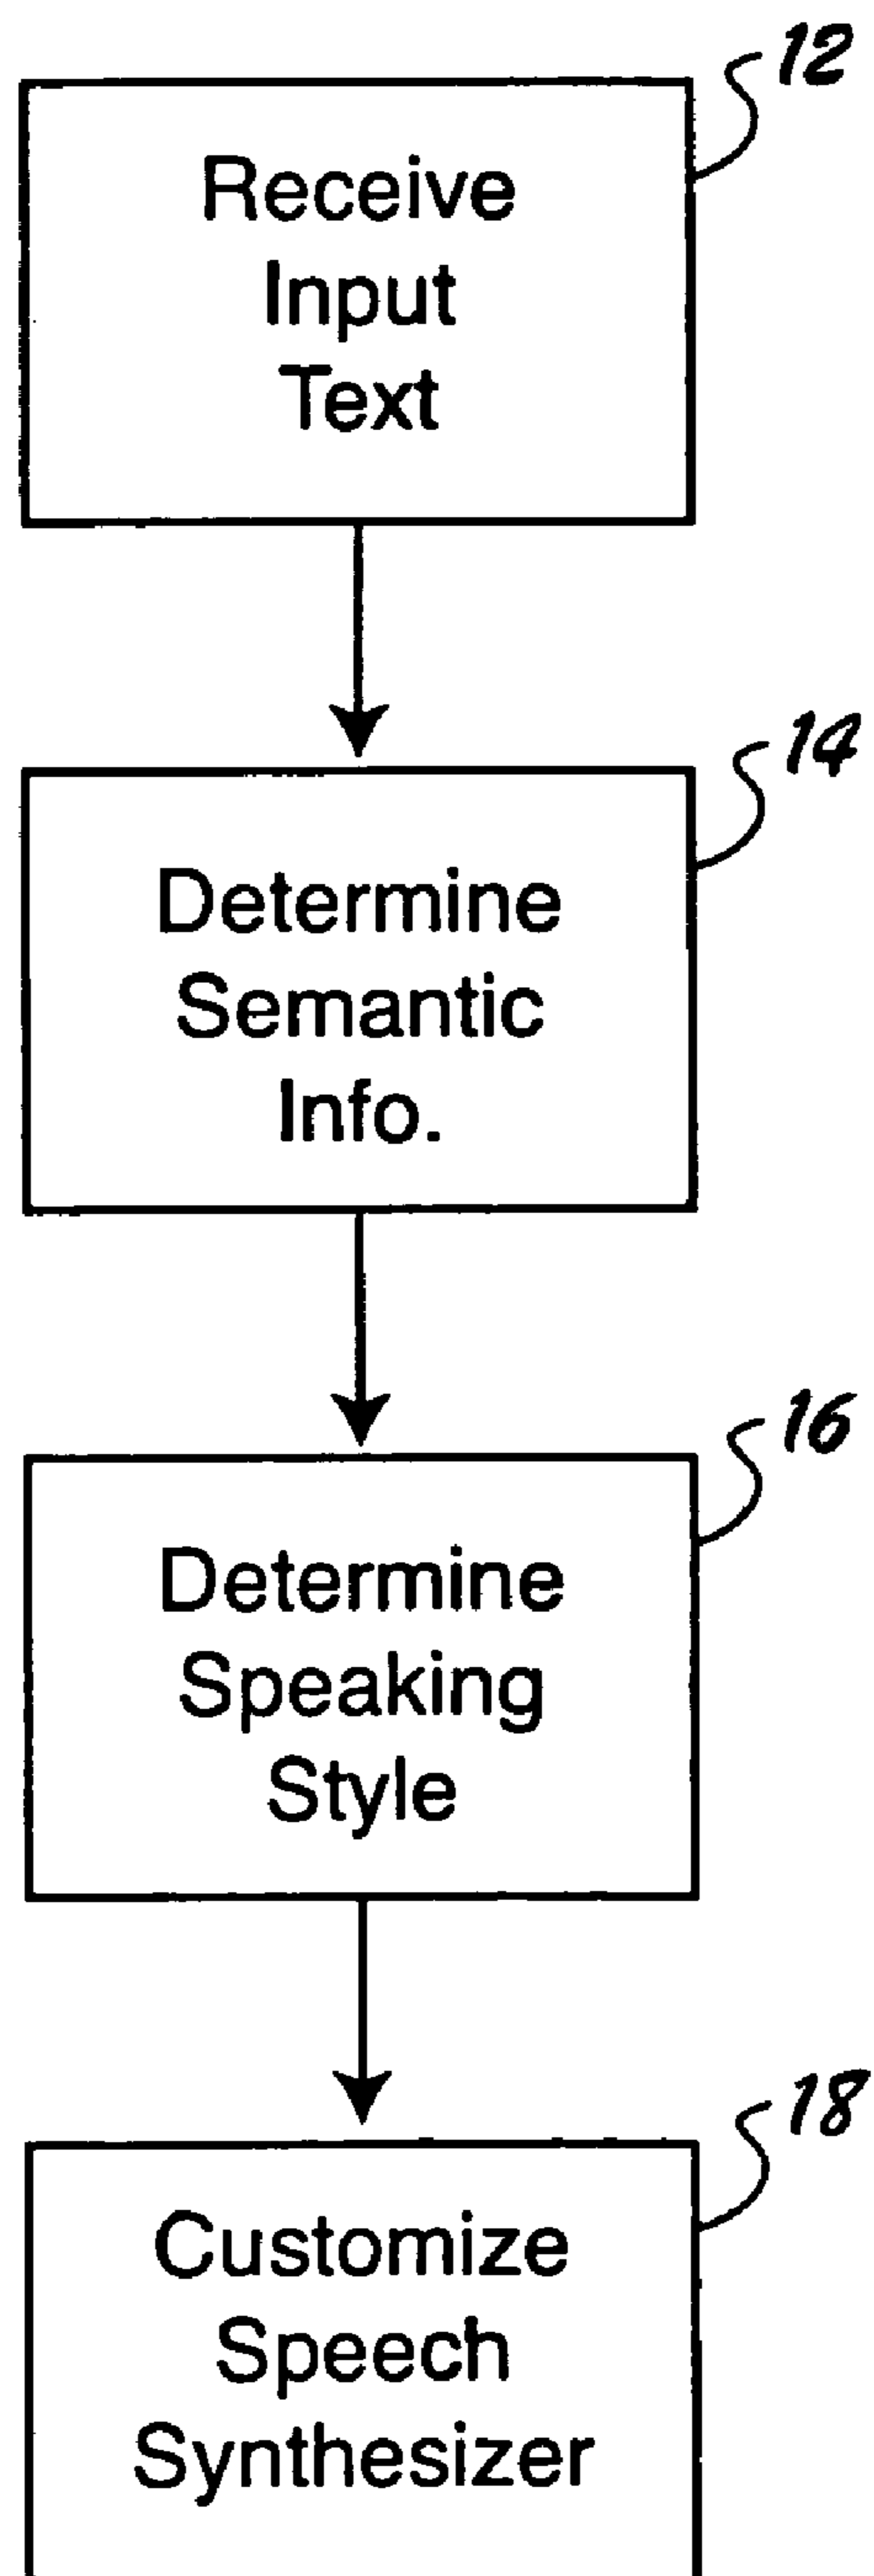 12
Receive
Input
Text
14
Determine
Semantic
Info.
16
Determine
Speaking
Style
18
Customize
Speech
Synthesizer